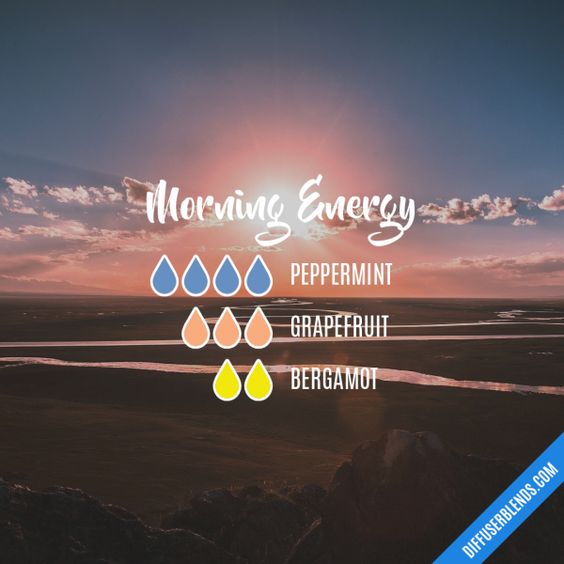 Morning Energy
PEPPERMINT
GRAPEFRUIT
BERGAMOT
DIFFUSERBLENDS.COM